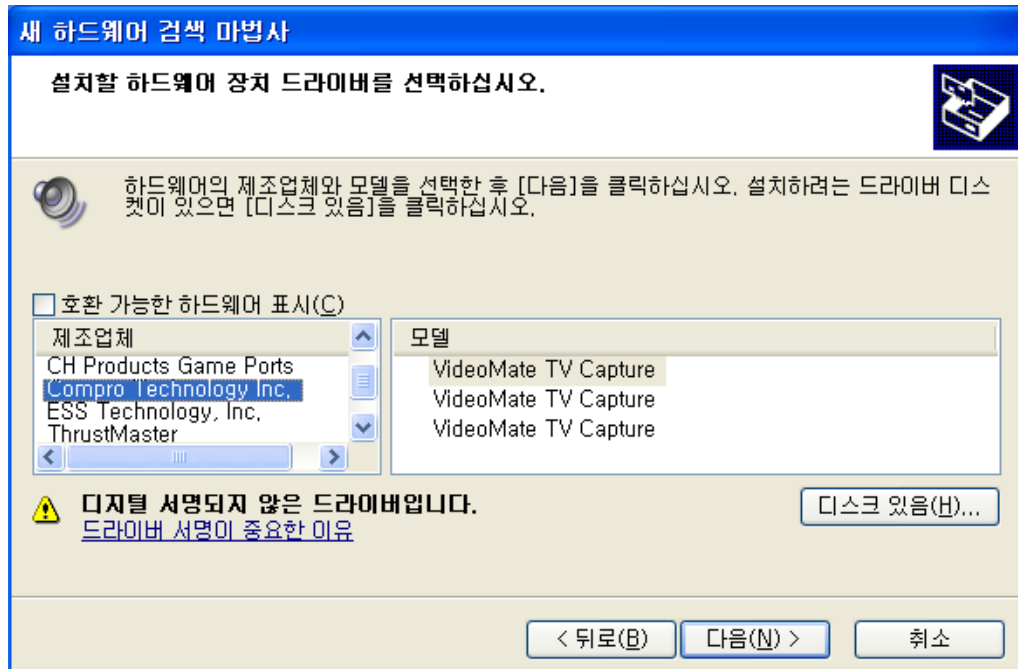 새 하드웨어 검색 마법사
설치할 하드웨어 장치 드라이버를 선택하십시오.
하드웨어의 제조업체와 모델을 선택한 후 [다음]을 클릭하십시오. 설치하려는 드라이버 디스
켓이 있으면 [디스크 있음]을 클릭하십시오.
호환 가능한 하드웨어 표시(C)
제조업체
CH Products Game Ports
Compro Technology Inc.
ESS Technology, Inc.
ThrustMaster
모델
VideoMate TV Capture
VideoMate TV Capture
VideoMate TV Capture
디지털 서명되지 않은 드라이버입니다.
드라이버 서명이 중요한 이유
디스크 있음(H)...
< 뒤로(B)
다음(N) >
취소